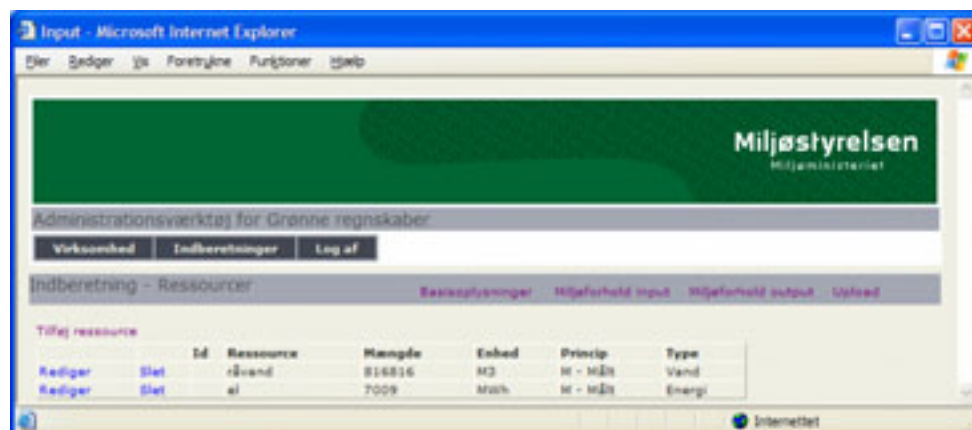 Input - Microsoft Internet Explorer
Filer Rediger Vis Foretrukne Funktioner Hjælp
Miljøstyrelsen
Miljøministeriet
Administrationsværktøj for Grønne regnskaber
Virksomhed Indberetninger Log af
Indberetning - Ressourcer
Basisoplysninger Miljøforhold input Miljøforhold output Upload
Tilføj ressource
Id Ressource Mængde Enhed Princip Type
Rediger Slet råvand 816816 M3 M - Målt Vand
Rediger Slet el 7009 MWh M - Målt Energi
Internettet